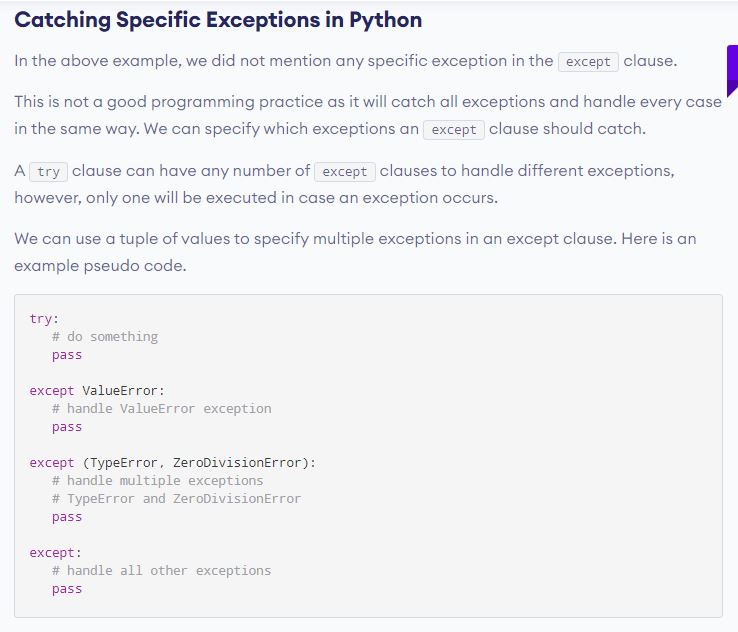 Catching Specific Exceptions in Python
In the above example, we did not mention any specific exception in the except clause.
This is not a good programming practice as it will catch all exceptions and handle every case
in the same way. We can specify which exceptions an except clause should catch.
A try clause can have any number of except clauses to handle different exceptions,
however, only one will be executed in case an exception occurs.
We can use a tuple of values to specify multiple exceptions in an except clause. Here is an
example pseudo code.
try:
   # do something
   pass
except ValueError:
   # handle ValueError exception
   pass
except (TypeError, ZeroDivisionError):
   # handle multiple exceptions
   # TypeError and ZeroDivisionError
   pass
except:
   # handle all other exceptions
   pass